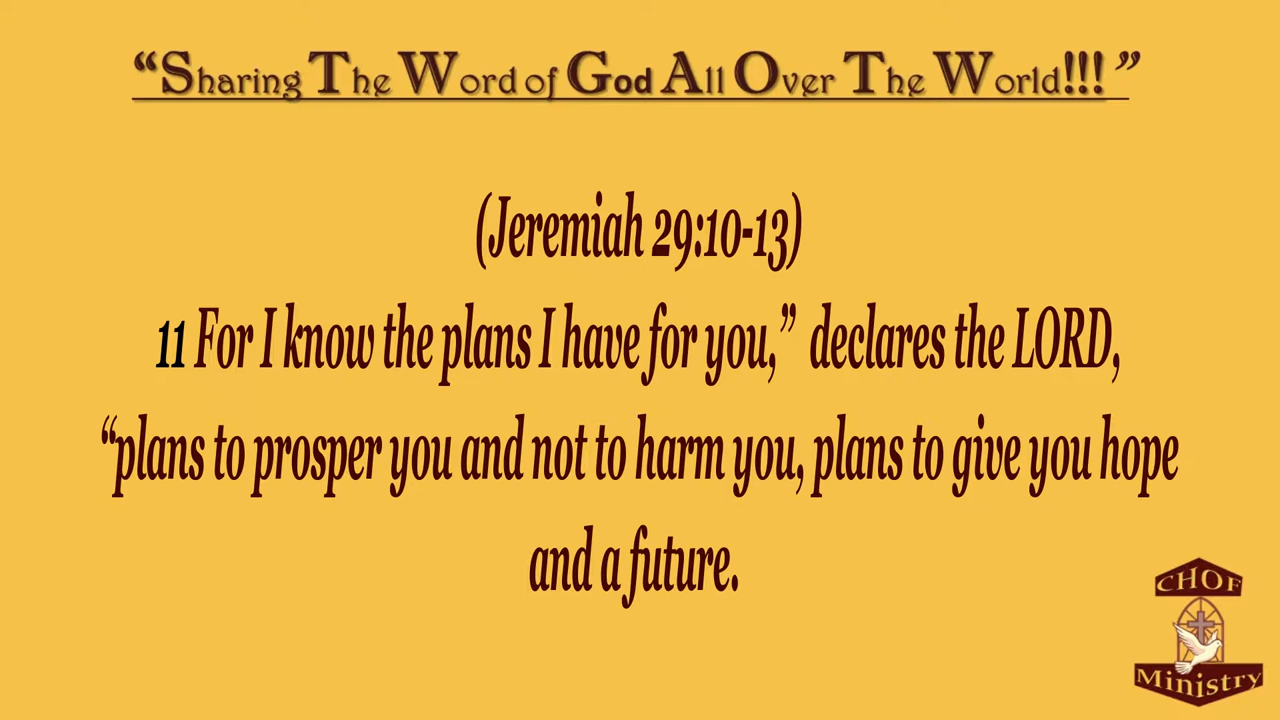 “Sharing The Word of God All Over The World!!! ”
(Jeremiah 29:10-13)
11 For I know the plans I have for you,” declares the LORD,
“plans to prosper you and not to harm you, plans to give you hope
and a future.
CHOF
Ministry